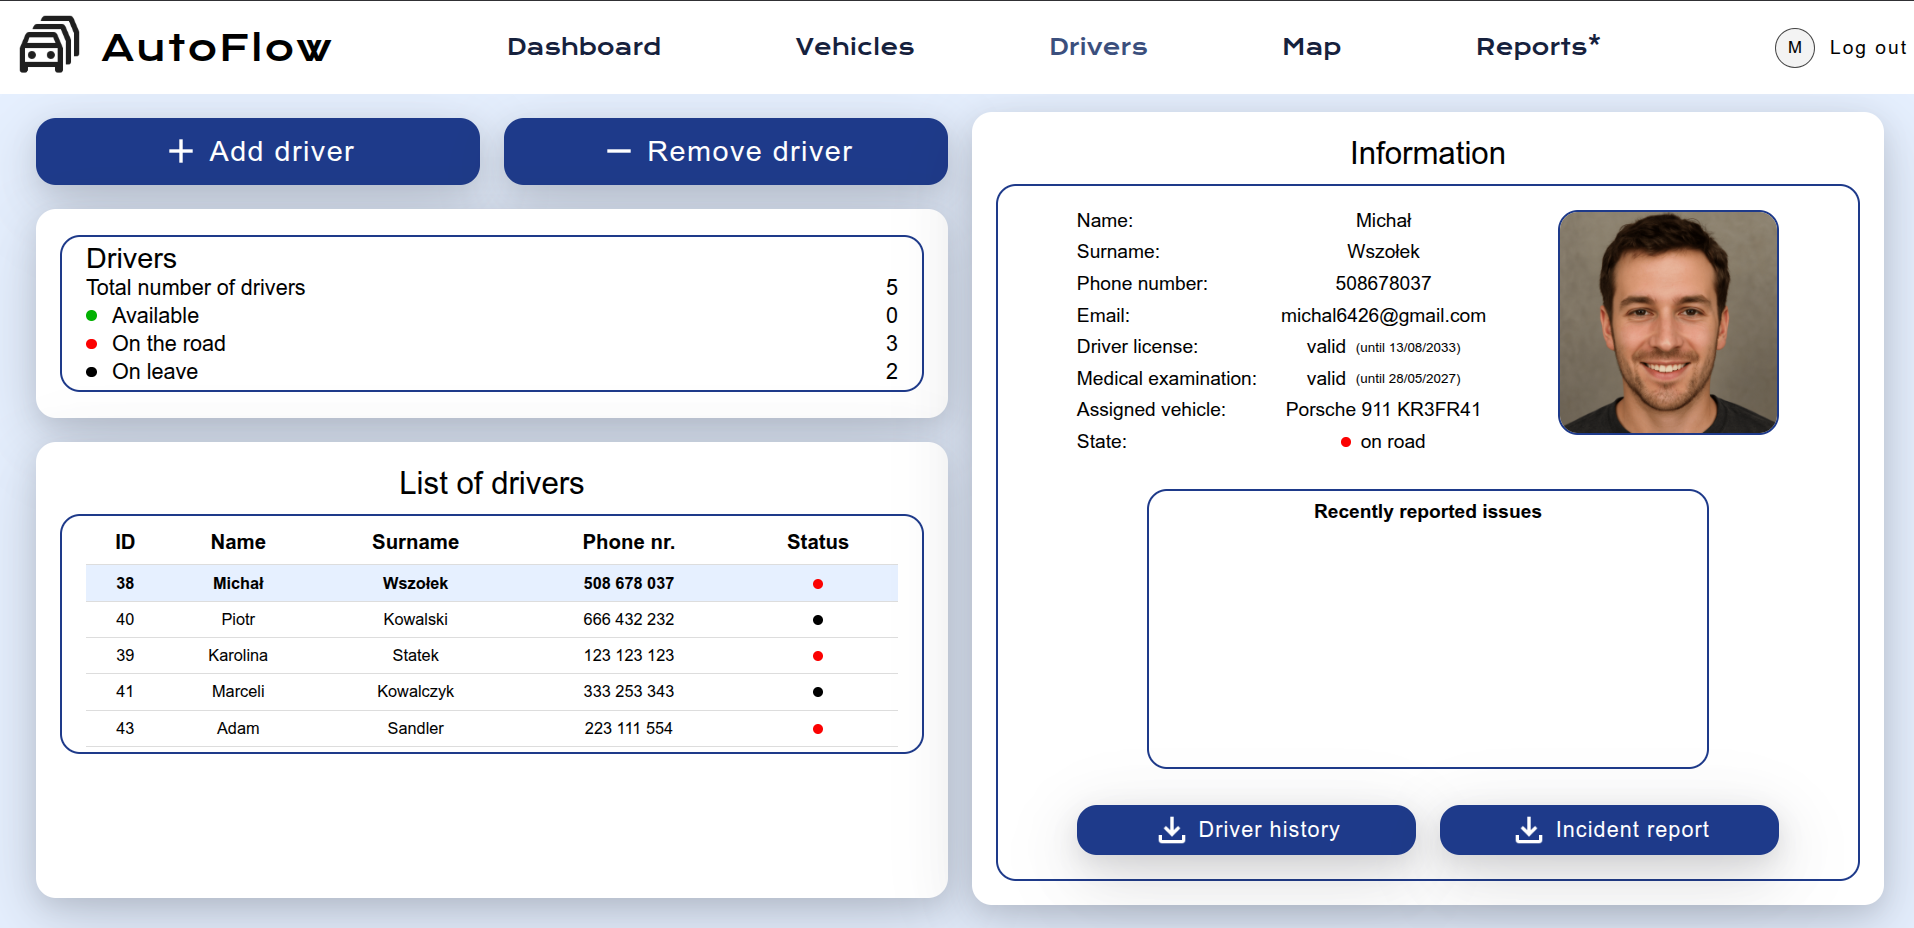 AutoFlow
Dashboard
Vehicles
Drivers
Map
Reports*
M
Log out
Add driver
Remove driver
Drivers
Total number of drivers 5
Available 0
On the road 3
On leave 2
List of drivers
ID Name Surname Phone nr. Status
38 Michał Wszołek 508 678 037
40 Piotr Kowalski 666 432 232
39 Karolina Statek 123 123 123
41 Marceli Kowalczyk 333 253 343
43 Adam Sandler 223 111 554
Information
Name: Michał
Surname: Wszołek
Phone number: 508678037
Email: michal6426@gmail.com
Driver license: valid (until 13/08/2033)
Medical examination: valid (until 28/05/2027)
Assigned vehicle: Porsche 911 KR3FR41
State: on road
Recently reported issues
Driver history
Incident report